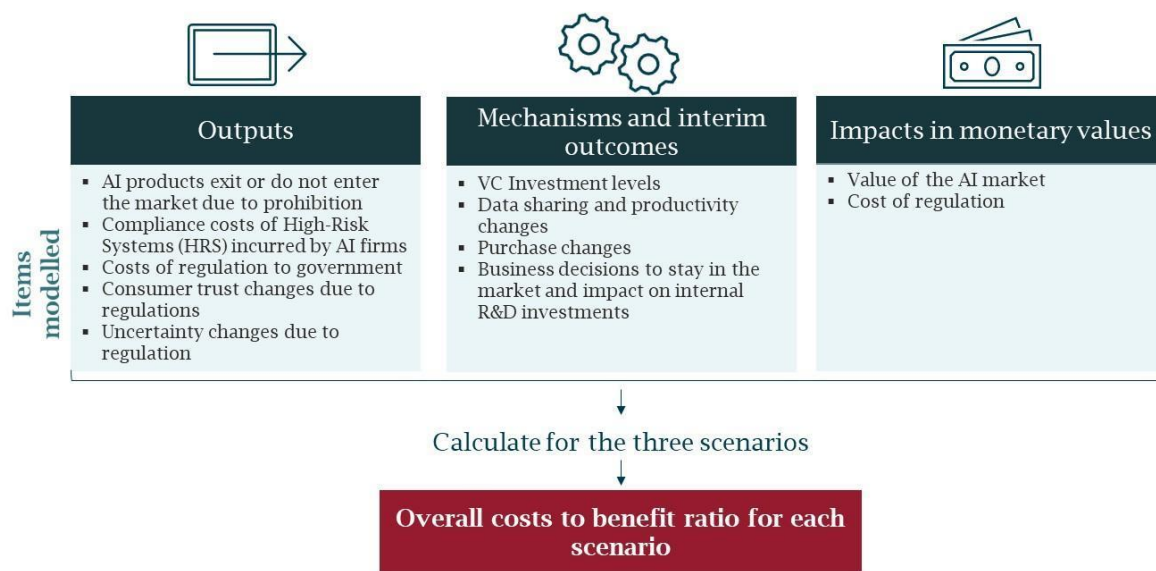 Items
modelled
Outputs
▪ AI products exit or do not enter
the market due to prohibition
▪ Compliance costs of High-Risk
Systems (HRS) incurred by AI firms
▪ Costs of regulation to government
▪ Consumer trust changes due to
regulations
▪ Uncertainty changes due to
regulation
Mechanisms and interim
outcomes
▪ VC Investment levels
▪ Data sharing and productivity
changes
▪ Purchase changes
▪ Business decisions to stay in the
market and impact on internal
R&D investments
Impacts in monetary values
▪ Value of the AI market
▪ Cost of regulation
Calculate for the three scenarios
Overall costs to benefit ratio for each
scenario